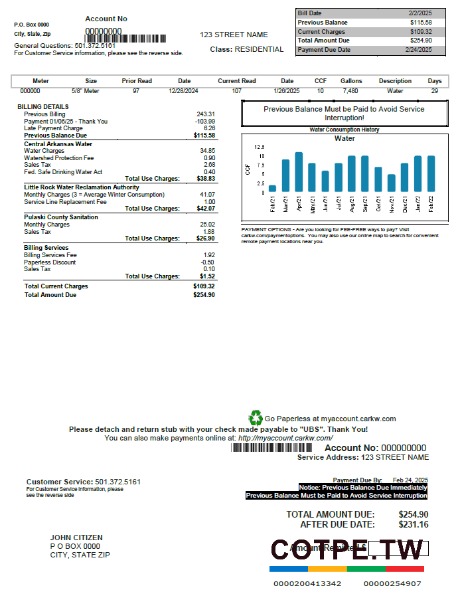 Account No
00000000
P.O. Box 0000
City, State, Zip
General Questions: 501.372.5161
For Customer Service Information, please see the reverse side.
123 STREET NAME
Class: RESIDENTIAL
Bill Date 2/2/2025
Previous Balance $115.58
Current Charges $109.32
Total Amount Due $254.90
Payment Due Date 2/24/2025
Meter Size Prior Read Date Current Read Date CCF Gallons Description Days
000000 5/8" Meter 97 12/28/2024 107 1/26/2025 10 7,480 Water 29
BILLING DETAILS
Previous Billing 243.31
Payment 01/06/25 - Thank You -103.99
Late Payment Charge 6.26
Previous Balance Due $115.58
Central Arkansas Water
Water Charges 34.85
Watershed Protection Fee 0.90
Sales Tax 2.08
Fed. Safe Drinking Water Act 0.40
Total Use Charges: $38.83
Little Rock Water Reclamation Authority
Monthly Charges (3 = Average Winter Consumption) 41.07
Service Line Replacement Fee 1.00
Total Use Charges: $42.07
Pulaski County Sanitation
Monthly Charges 25.02
Sales Tax 1.88
Total Use Charges: $26.90
Billing Services
Billing Services Fee 1.92
Paperless Discount -0.50
Sales Tax 0.10
Total Use Charges: $1.52
Total Current Charges $109.32
Total Amount Due $254.90
Previous Balance Must be Paid to Avoid Service
Interruption!
Water Consumption History
Water
CCF
12.5
10
7.5
5
2.5
0
Feb/21 Mar/21 Apr/21 May/21 Jun/21 Jul/21 Aug/21 Sep/21 Oct/21 Nov/21 Dec/21 Jan/22 Feb/22
PAYMENT OPTIONS - Are you looking for FEE-FREE ways to pay? Visit
carkw.com/paymentoptions. You may also use our online map to search for convenient
remote payment locations near you.
Go Paperless at myaccount.carkw.com
Please detach and return stub with your check made payable to "UBS". Thank You!
You can also make payments online at: http://myaccount.carkw.com/
Account No: 000000000
Service Address: 123 STREET NAME
Customer Service: 501.372.5161
For Customer Service Information, please
see the reverse side
Payment Due By: Feb 24, 2025
Notice: Previous Balance Due Immediately
Previous Balance Must be Paid to Avoid Service Interruption
TOTAL AMOUNT DUE: $254.90
AFTER DUE DATE: $231.16
JOHN CITIZEN
P O BOX 0000
CITY, STATE ZIP
Amount Remitted $
COTPE.TW
0000200413342 0000254907